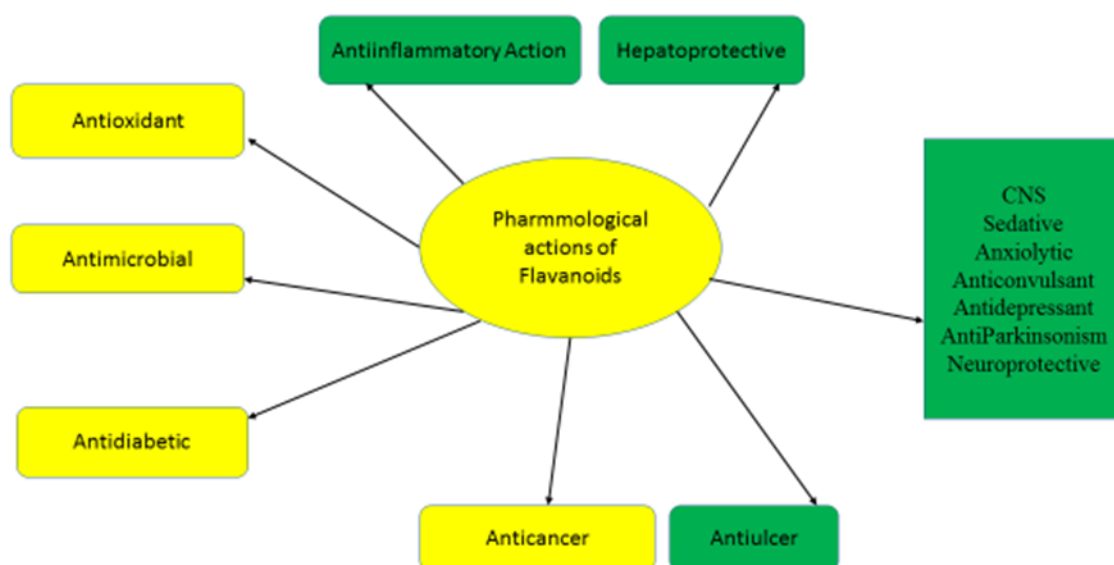 Antiinflammatory Action
Hepatoprotective
Antioxidant
Pharmmological
actions of
Flavanoids
CNS
Sedative
Anxiolytic
Anticonvulsant
Antidepressant
AntiParkinsonism
Neuroprotective
Antimicrobial
Antidiabetic
Anticancer
Antiulcer